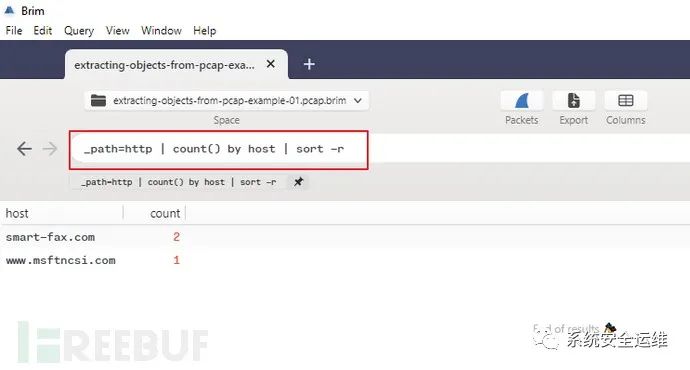 Brim
File Edit Query View Window Help
extracting-objects-from-pcap-exa... × +
extracting-objects-from-pcap-example-01.pcap.brim
Space
Packets Export Columns
_path=http | count() by host | sort -r
_path=http | count() by host | sort -r
host count
smart-fax.com 2
www.msftncsi.com 1
End of results
REEBUF
系统安全运维